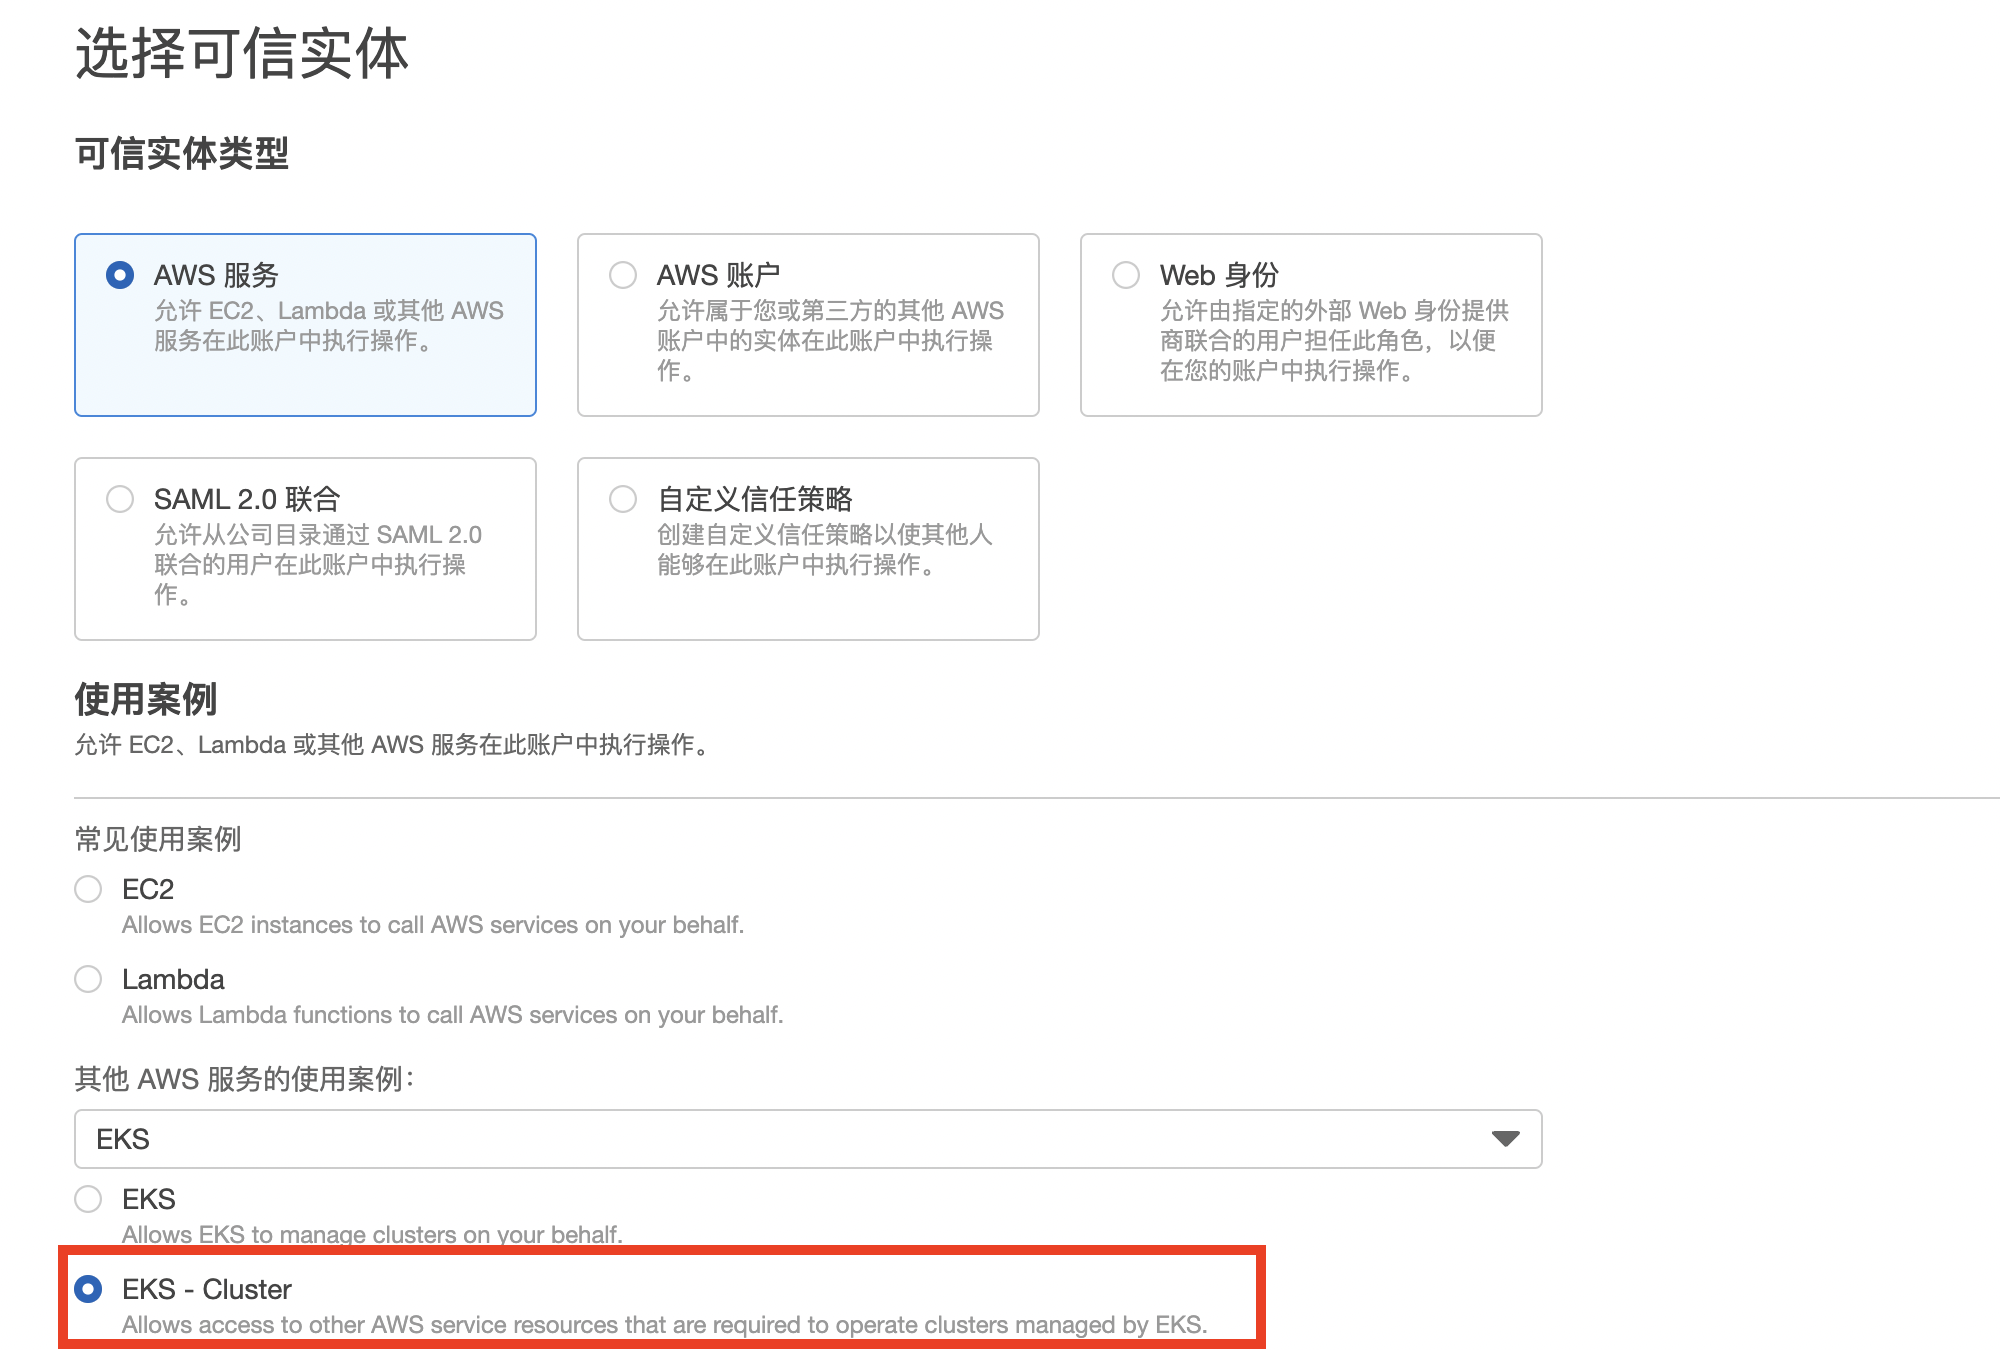 选择可信实体
可信实体类型
AWS 服务
允许 EC2、Lambda 或其他 AWS
服务在此账户中执行操作。
AWS 账户
允许属于您或第三方的其他 AWS
账户中的实体在此账户中执行操
作。
Web 身份
允许由指定的外部 Web 身份提供
商联合的用户担任此角色，以便
在您的账户中执行操作。
SAML 2.0 联合
允许从公司目录通过 SAML 2.0
联合的用户在此账户中执行操
作。
自定义信任策略
创建自定义信任策略以使其他人
能够在此账户中执行操作。
使用案例
允许 EC2、Lambda 或其他 AWS 服务在此账户中执行操作。
常见使用案例
EC2
Allows EC2 instances to call AWS services on your behalf.
Lambda
Allows Lambda functions to call AWS services on your behalf.
其他 AWS 服务的使用案例：
EKS
EKS
Allows EKS to manage clusters on your behalf.
EKS - Cluster
Allows access to other AWS service resources that are required to operate clusters managed by EKS.